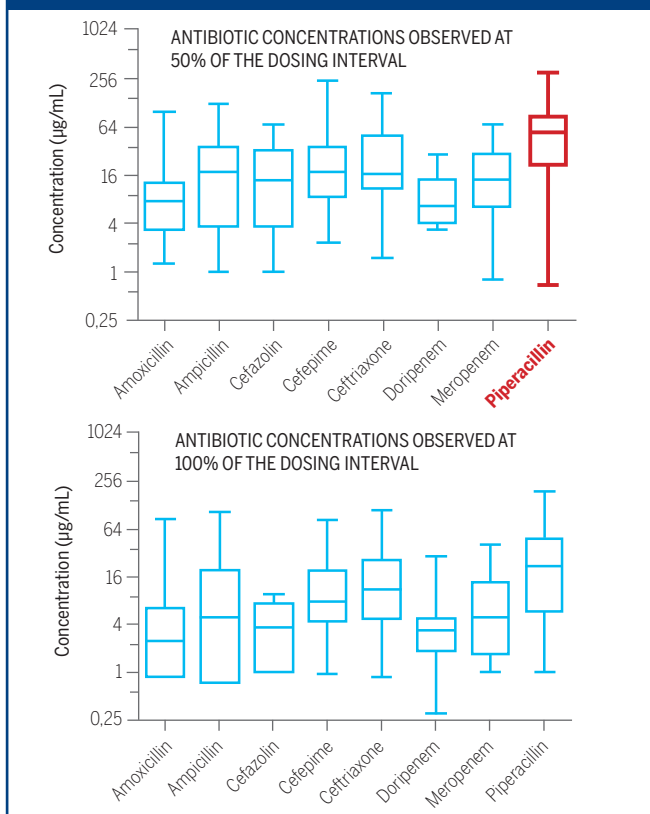 ANTIBIOTIC CONCENTRATIONS OBSERVED AT
50% OF THE DOSING INTERVAL
Concentration (µg/mL)
1024
256
64
16
4
1
0,25
Amoxicillin
Ampicillin
Cefazolin
Cefepime
Ceftriaxone
Doripenem
Meropenem
Piperacillin
ANTIBIOTIC CONCENTRATIONS OBSERVED AT
100% OF THE DOSING INTERVAL
Concentration (µg/mL)
1024
256
64
16
4
1
0,25
Amoxicillin
Ampicillin
Cefazolin
Cefepime
Ceftriaxone
Doripenem
Meropenem
Piperacillin